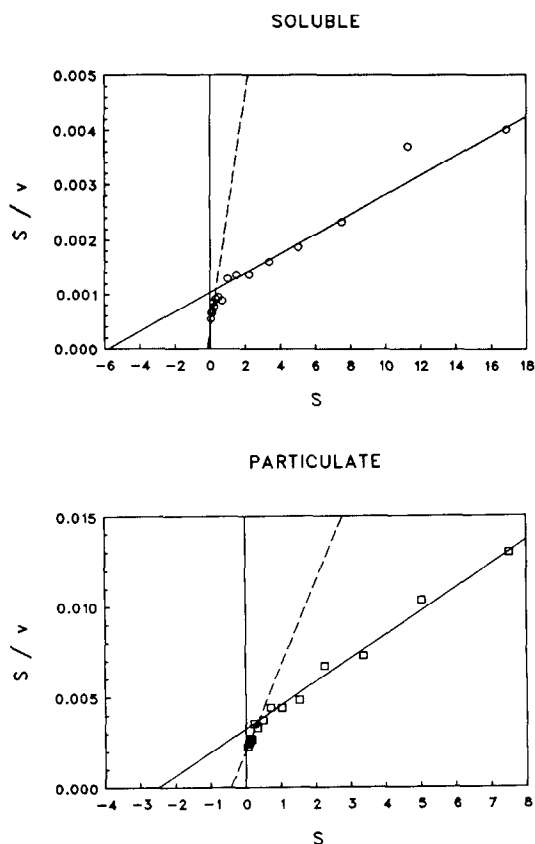 SOLUBLE
0.005
0.004
0.003
0.002
0.001
0.000
S / v
-6 -4 -2 0 2 4 6 8 10 12 14 16 18
S
PARTICULATE
0.015
0.010
0.005
0.000
S / v
-4 -3 -2 -1 0 1 2 3 4 5 6 7 8
S